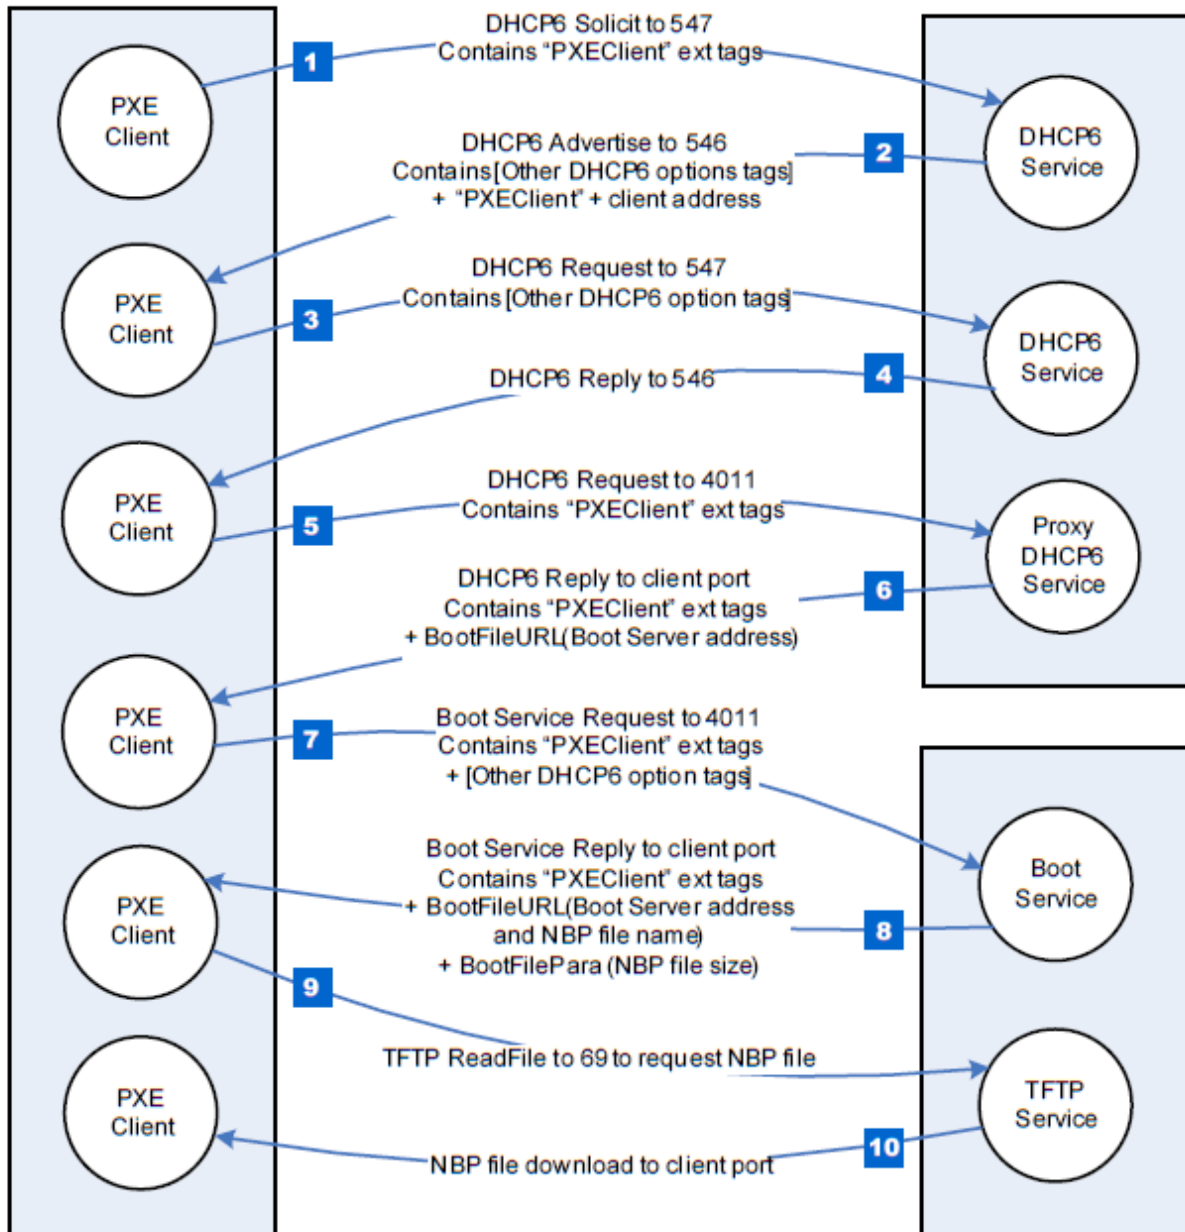 DHCP6 Solicit to 547
Contains “PXEClient” ext tags
1
PXE
Client
DHCP6
Service
DHCP6 Advertise to 546
Contains[Other DHCP6 options tags]
+ “PXEClient” + client address
2
DHCP6 Request to 547
Contains [Other DHCP6 option tags]
PXE
Client
3
DHCP6
Service
DHCP6 Reply to 546
4
DHCP6 Request to 4011
Contains “PXEClient” ext tags
PXE
Client
5
Proxy
DHCP6
Service
DHCP6 Reply to client port
Contains “PXEClient” ext tags
+ BootFileURL(Boot Server address)
6
PXE
Client
7
Boot Service Request to 4011
Contains “PXEClient” ext tags
+ [Other DHCP6 option tags]
Boot
Service
Boot Service Reply to client port
Contains “PXEClient” ext tags
+ BootFileURL(Boot Server address
and NBP file name)
+ BootFilePara (NBP file size)
8
PXE
Client
9
TFTP ReadFile to 69 to request NBP file
TFTP
Service
PXE
Client
10
NBP file download to client port